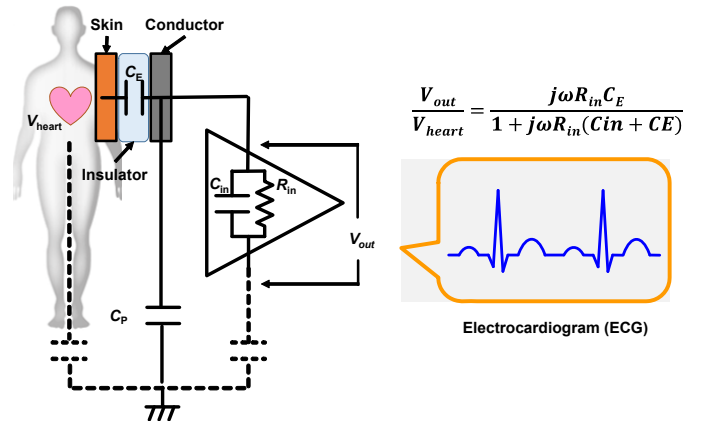 Skin
Conductor
C_E
V_heart
Insulator
C_in
R_in
V_out
C_P
V_out / V_heart = jωR_inC_E / 1 + jωR_in(Cin + CE)
Electrocardiogram (ECG)